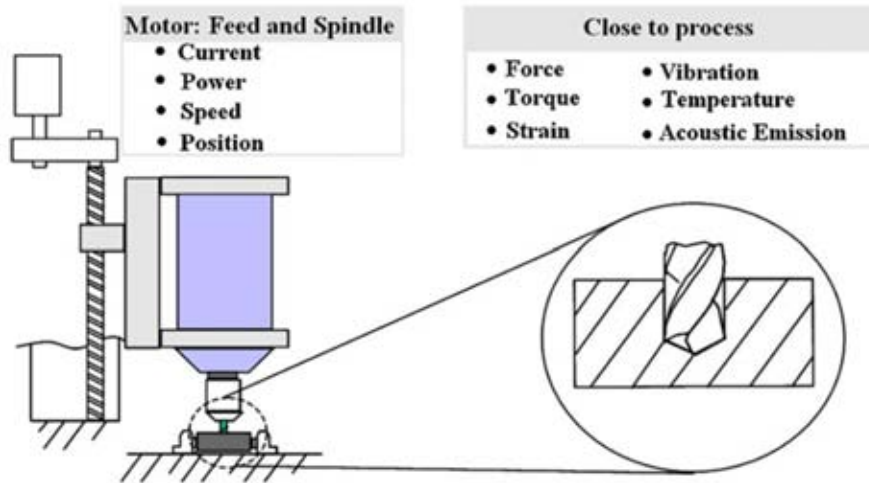 Motor: Feed and Spindle
• Current
• Power
• Speed
• Position
Close to process
• Force
• Torque
• Strain
• Vibration
• Temperature
• Acoustic Emission